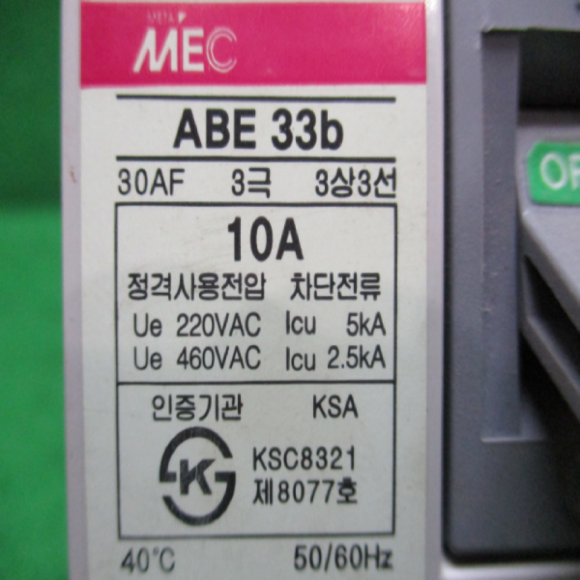 META
MEC
ABE 33b
30AF 3극 3상3선
10A
정격사용전압 차단전류
Ue 220VAC Icu 5kA
Ue 460VAC Icu 2.5kA
인증기관 KSA
KS
KSC8321
제8077호
40°C 50/60Hz